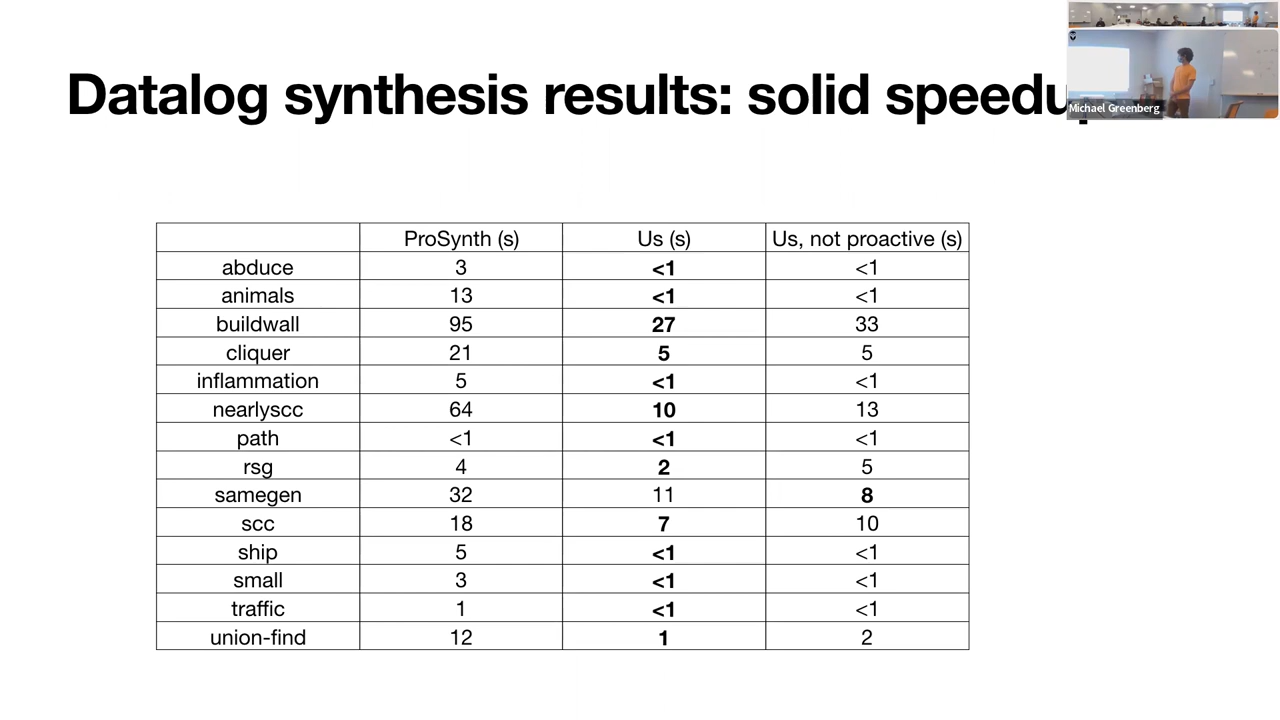 Datalog synthesis results: solid speedup
Michael Greenberg
ProSynth (s) Us (s) Us, not proactive (s)
abduce 3 <1 <1
animals 13 <1 <1
buildwall 95 27 33
cliquer 21 5 5
inflammation 5 <1 <1
nearlyscc 64 10 13
path <1 <1 <1
rsg 4 2 5
samegen 32 11 8
scc 18 7 10
ship 5 <1 <1
small 3 <1 <1
traffic 1 <1 <1
union-find 12 1 2